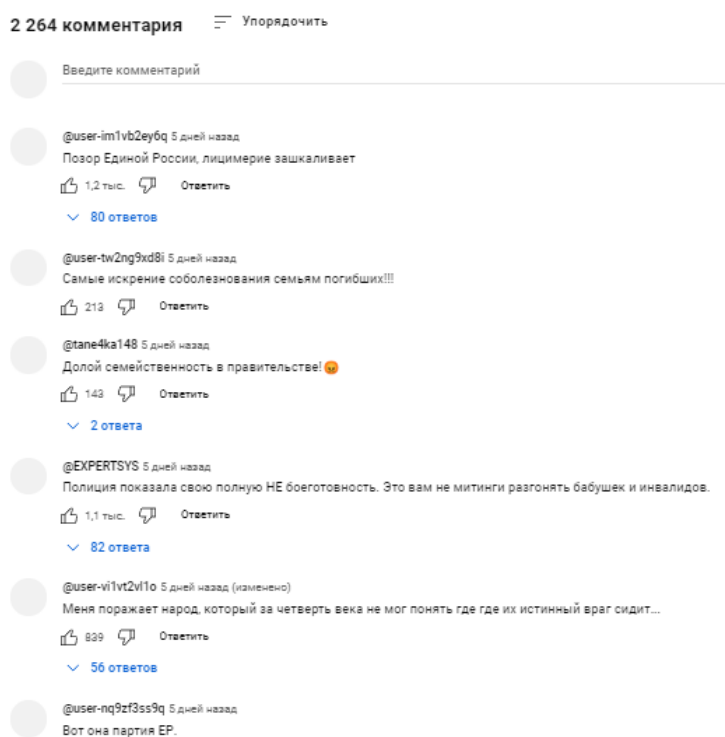 2 264 комментария Упорядочить
Введите комментарий
@user-im1vb2ey6q 5 дней назад
Позор Единой России, лицимерие зашкаливает
1,2 тыс. Ответить
80 ответов
@user-tw2ng9xd8i 5 дней назад
Самые искрение соболезнования семьям погибших!!!
213 Ответить
@tane4ka148 5 дней назад
Долой семейственность в правительстве!😡
143 Ответить
2 ответа
@EXPERTSYS 5 дней назад
Полиция показала свою полную НЕ боеготовность. Это вам не митинги разгонять бабушек и инвалидов.
1,1 тыс. Ответить
82 ответа
@user-vi1vt2vl1o 5 дней назад (изменено)
Меня поражает народ, который за четверть века не мог понять где где их истинный враг сидит...
839 Ответить
56 ответов
@user-nq9zf3ss9q 5 дней назад
Вот она партия ЕР.